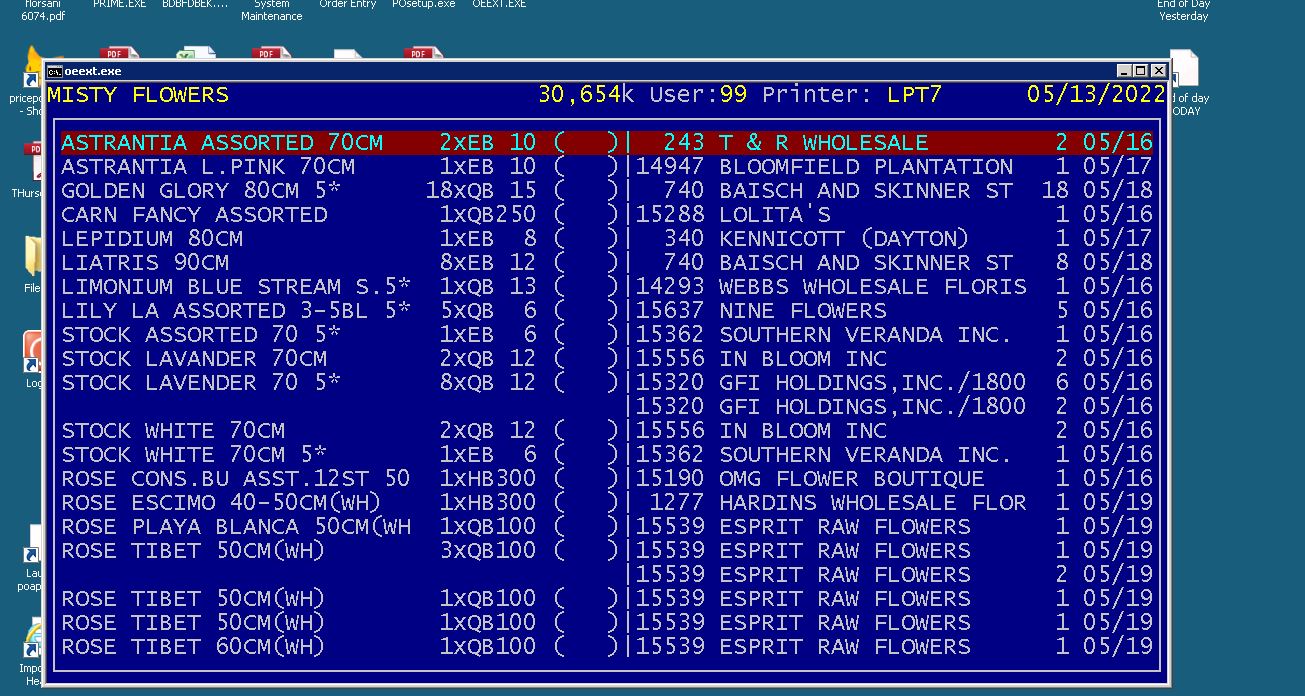 florsani 6074.pdf
PRIME.EXE
BDBFDBEK....
System Maintenance
Order Entry
POsetup.exe
OEEXT.EXE
End of Day Yesterday
PDF
PDF
PDF
oeext.exe
MISTY FLOWERS 30,654k User:99 Printer: LPT7 05/13/2022
ASTRANTIA ASSORTED 70CM 2xEB 10 ( )| 243 T & R WHOLESALE 2 05/16
ASTRANTIA L.PINK 70CM 1xEB 10 ( )|14947 BLOOMFIELD PLANTATION 1 05/17
GOLDEN GLORY 80CM 5* 18xQB 15 ( )| 740 BAISCH AND SKINNER ST 18 05/18
CARN FANCY ASSORTED 1xQB250 ( )|15288 LOLITA'S 1 05/16
LEPIDIUM 80CM 1xEB 8 ( )| 340 KENNICOTT (DAYTON) 1 05/17
LIATRIS 90CM 8xEB 12 ( )| 740 BAISCH AND SKINNER ST 8 05/18
LIMONIUM BLUE STREAM S.5* 1xQB 13 ( )|14293 WEBBS WHOLESALE FLORIS 1 05/16
LILY LA ASSORTED 3-5BL 5* 5xQB 6 ( )|15637 NINE FLOWERS 5 05/16
STOCK ASSORTED 70 5* 1xEB 6 ( )|15362 SOUTHERN VERANDA INC. 1 05/16
STOCK LAVANDER 70CM 2xQB 12 ( )|15556 IN BLOOM INC 2 05/16
STOCK LAVENDER 70 5* 8xQB 12 ( )|15320 GFI HOLDINGS,INC./1800 6 05/16
|15320 GFI HOLDINGS,INC./1800 2 05/16
STOCK WHITE 70CM 2xQB 12 ( )|15556 IN BLOOM INC 2 05/16
STOCK WHITE 70CM 5* 1xEB 6 ( )|15362 SOUTHERN VERANDA INC. 1 05/16
ROSE CONS.BU ASST.12ST 50 1xHB300 ( )|15190 OMG FLOWER BOUTIQUE 1 05/16
ROSE ESCIMO 40-50CM(WH) 1xHB300 ( )| 1277 HARDINS WHOLESALE FLOR 1 05/19
ROSE PLAYA BLANCA 50CM(WH 1xQB100 ( )|15539 ESPRIT RAW FLOWERS 1 05/19
ROSE TIBET 50CM(WH) 3xQB100 ( )|15539 ESPRIT RAW FLOWERS 1 05/19
|15539 ESPRIT RAW FLOWERS 2 05/19
ROSE TIBET 50CM(WH) 1xQB100 ( )|15539 ESPRIT RAW FLOWERS 1 05/19
ROSE TIBET 50CM(WH) 1xQB100 ( )|15539 ESPRIT RAW FLOWERS 1 05/19
ROSE TIBET 60CM(WH) 1xQB100 ( )|15539 ESPRIT RAW FLOWERS 1 05/19
pricepo
- She
d of day
ODAY
THurs
File
Log
Lau
poap
Impo
Hea